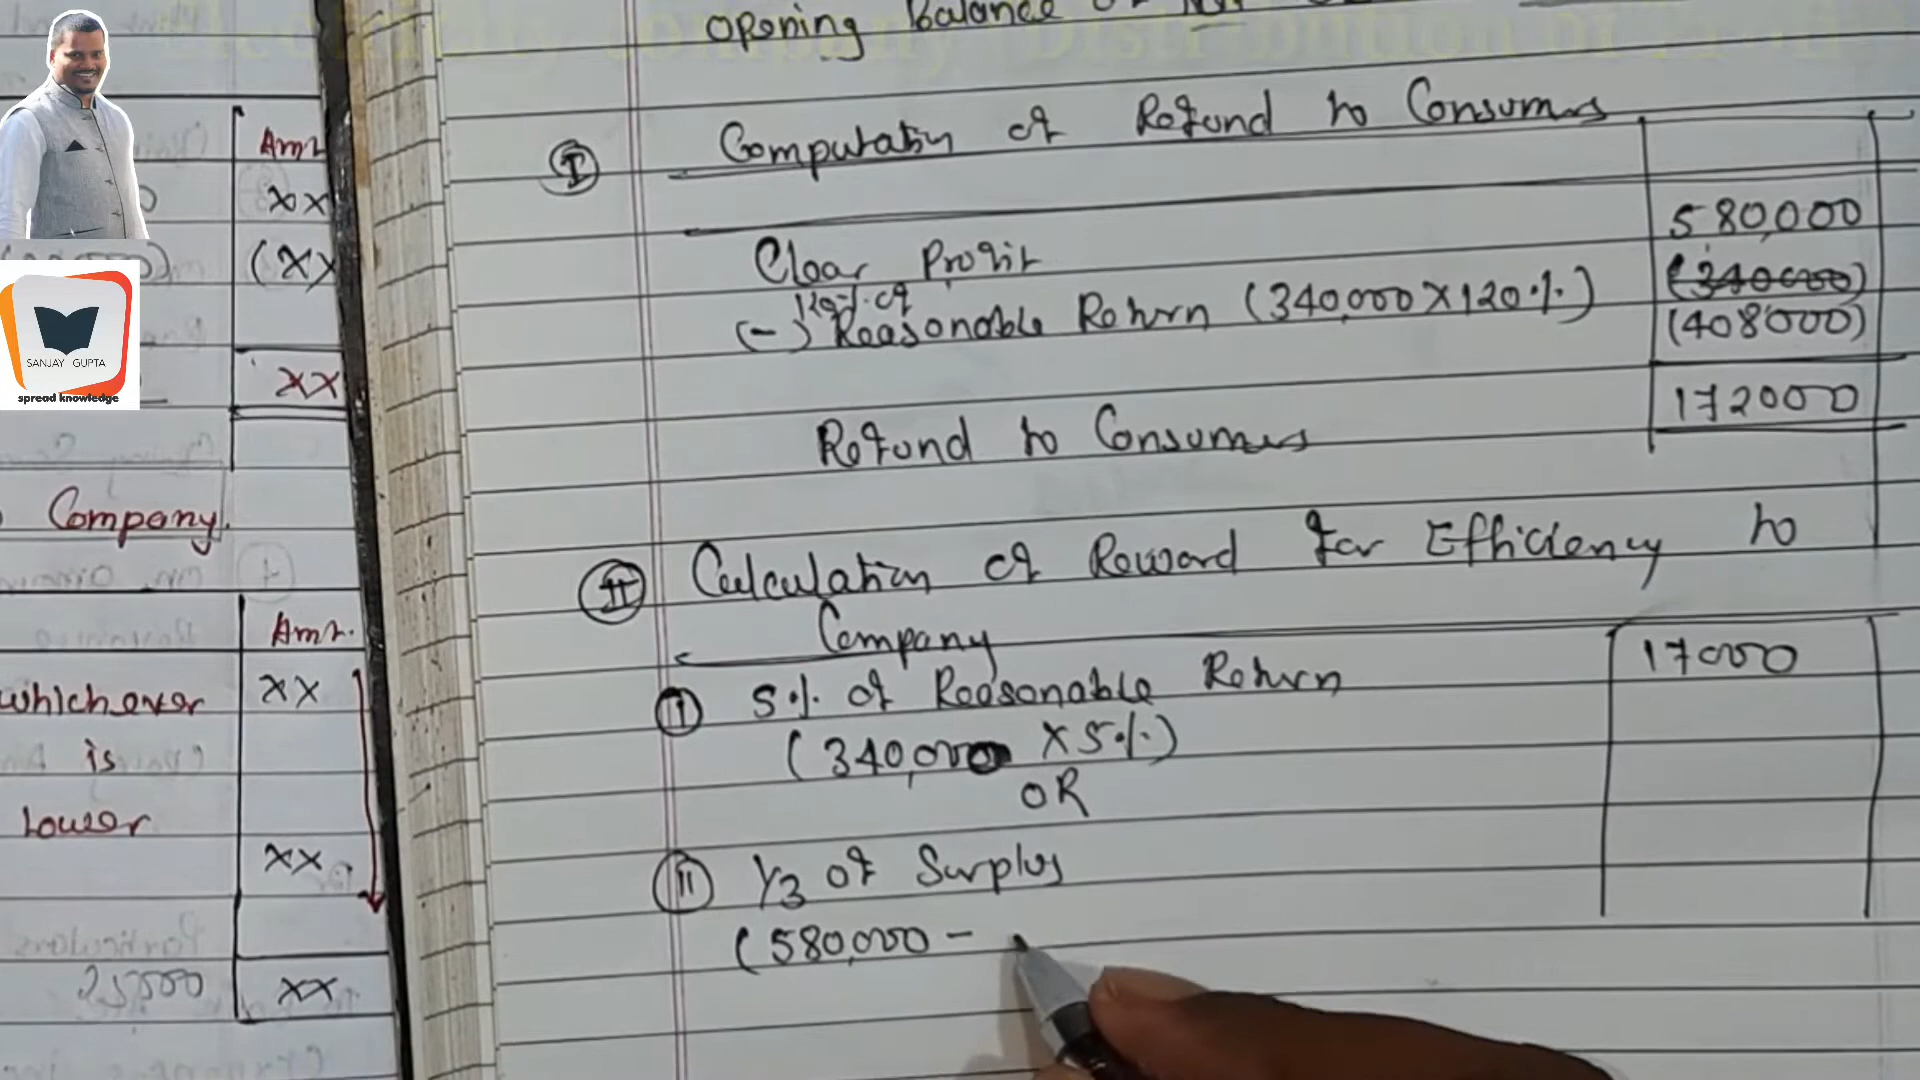 opening Balance of
Amt
xx
(xx
xx
SANJAY GUPTA
spread knowledge
Company.
Amt.
whichever
xx
is
Lower
xx
25000
xx
I
Computation of Refund to Consumers
Clear Profit 580,000
120% of (340000)
(-) Reasonable Return (340,000 X 120%) (408000)
Refund to Consumers 172000
II Calculation of Reward for Efficiency to
Company
I 5% of Reasonable Return 17000
(340,000 X 5%)
OR
II 1/3 of Surplus
(580,000 -